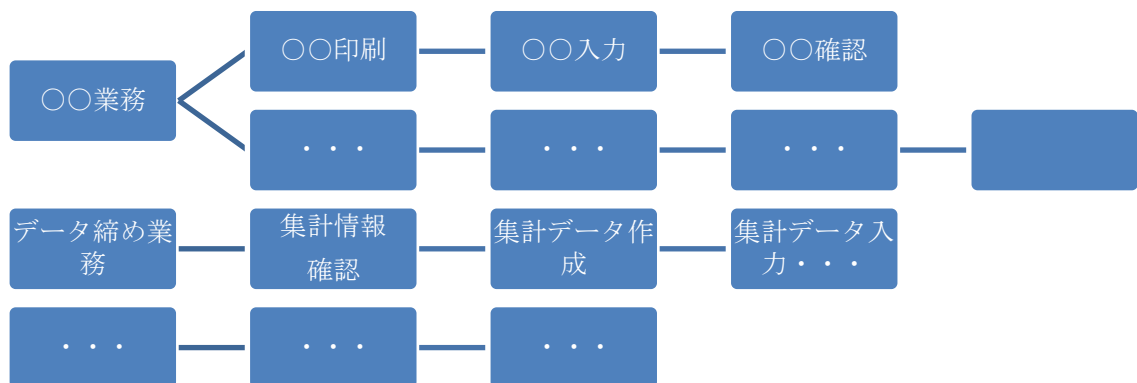 〇〇印刷
〇〇入力
〇〇確認
〇〇業務
・・・
・・・
・・・
データ締め業
務
集計情報
確認
集計データ作
成
集計データ入
力・・・
・・・
・・・
・・・